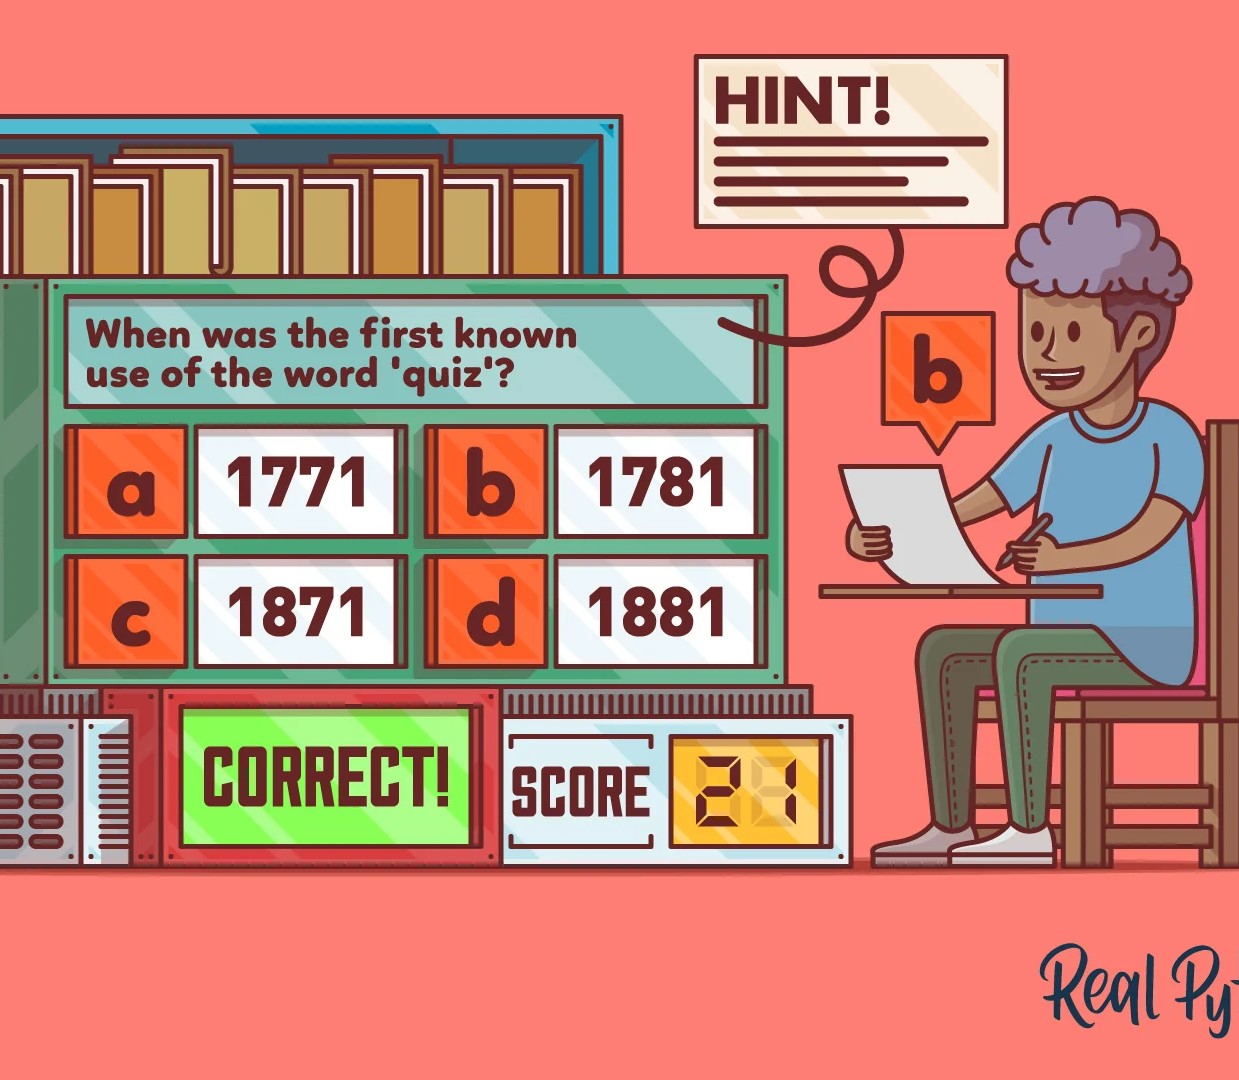 HINT!
When was the first known
use of the word 'quiz'?
b
a 1771 b 1781
c 1871 d 1881
CORRECT! SCORE 21
Real Py